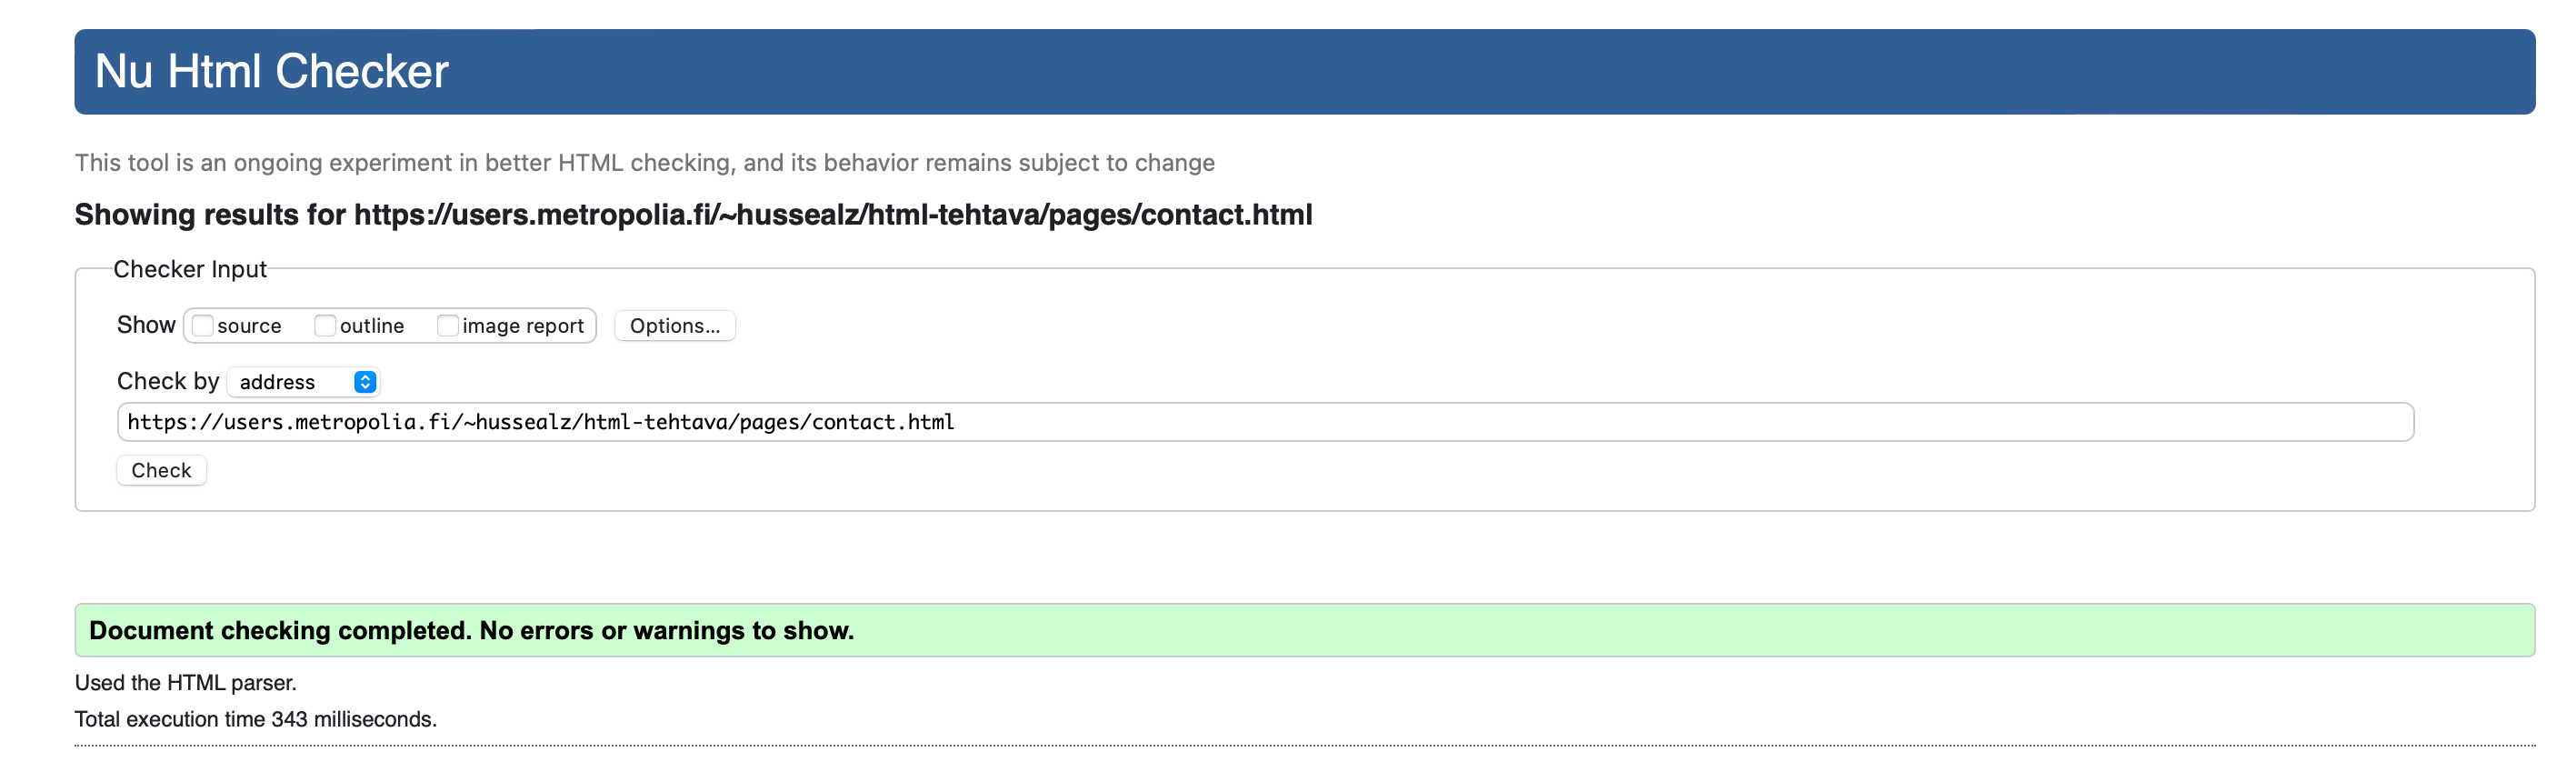 Nu Html Checker
This tool is an ongoing experiment in better HTML checking, and its behavior remains subject to change
Showing results for https://users.metropolia.fi/~hussealz/html-tehtava/pages/contact.html
Checker Input
Show source outline image report Options...
Check by address
https://users.metropolia.fi/~hussealz/html-tehtava/pages/contact.html
Check
Document checking completed. No errors or warnings to show.
Used the HTML parser.
Total execution time 343 milliseconds.